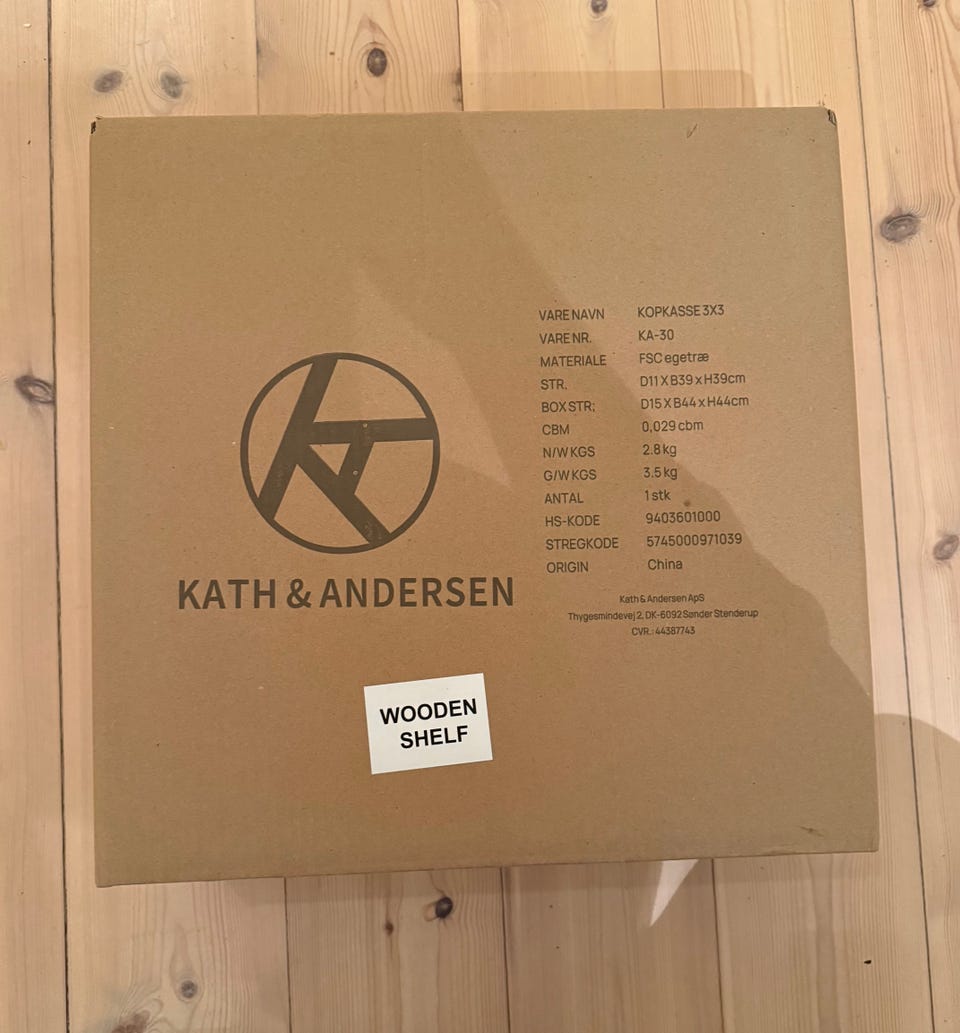 VARE NAVN KOPKASSE 3X3
VARE NR. KA-30
MATERIALE FSC egetræ
STR. D11 X B39 x H39cm
BOX STR; D15 X B44 x H44cm
CBM 0,029 cbm
N/W KGS 2.8 kg
G/W KGS 3.5 kg
ANTAL 1 stk
HS-KODE 9403601000
STREGKODE 5745000971039
ORIGIN China
KATH & ANDERSEN
Kath & Andersen ApS
Thygesmindevej 2, DK-6092 Sønder Stenderup
CVR.: 44387743
WOODEN
SHELF